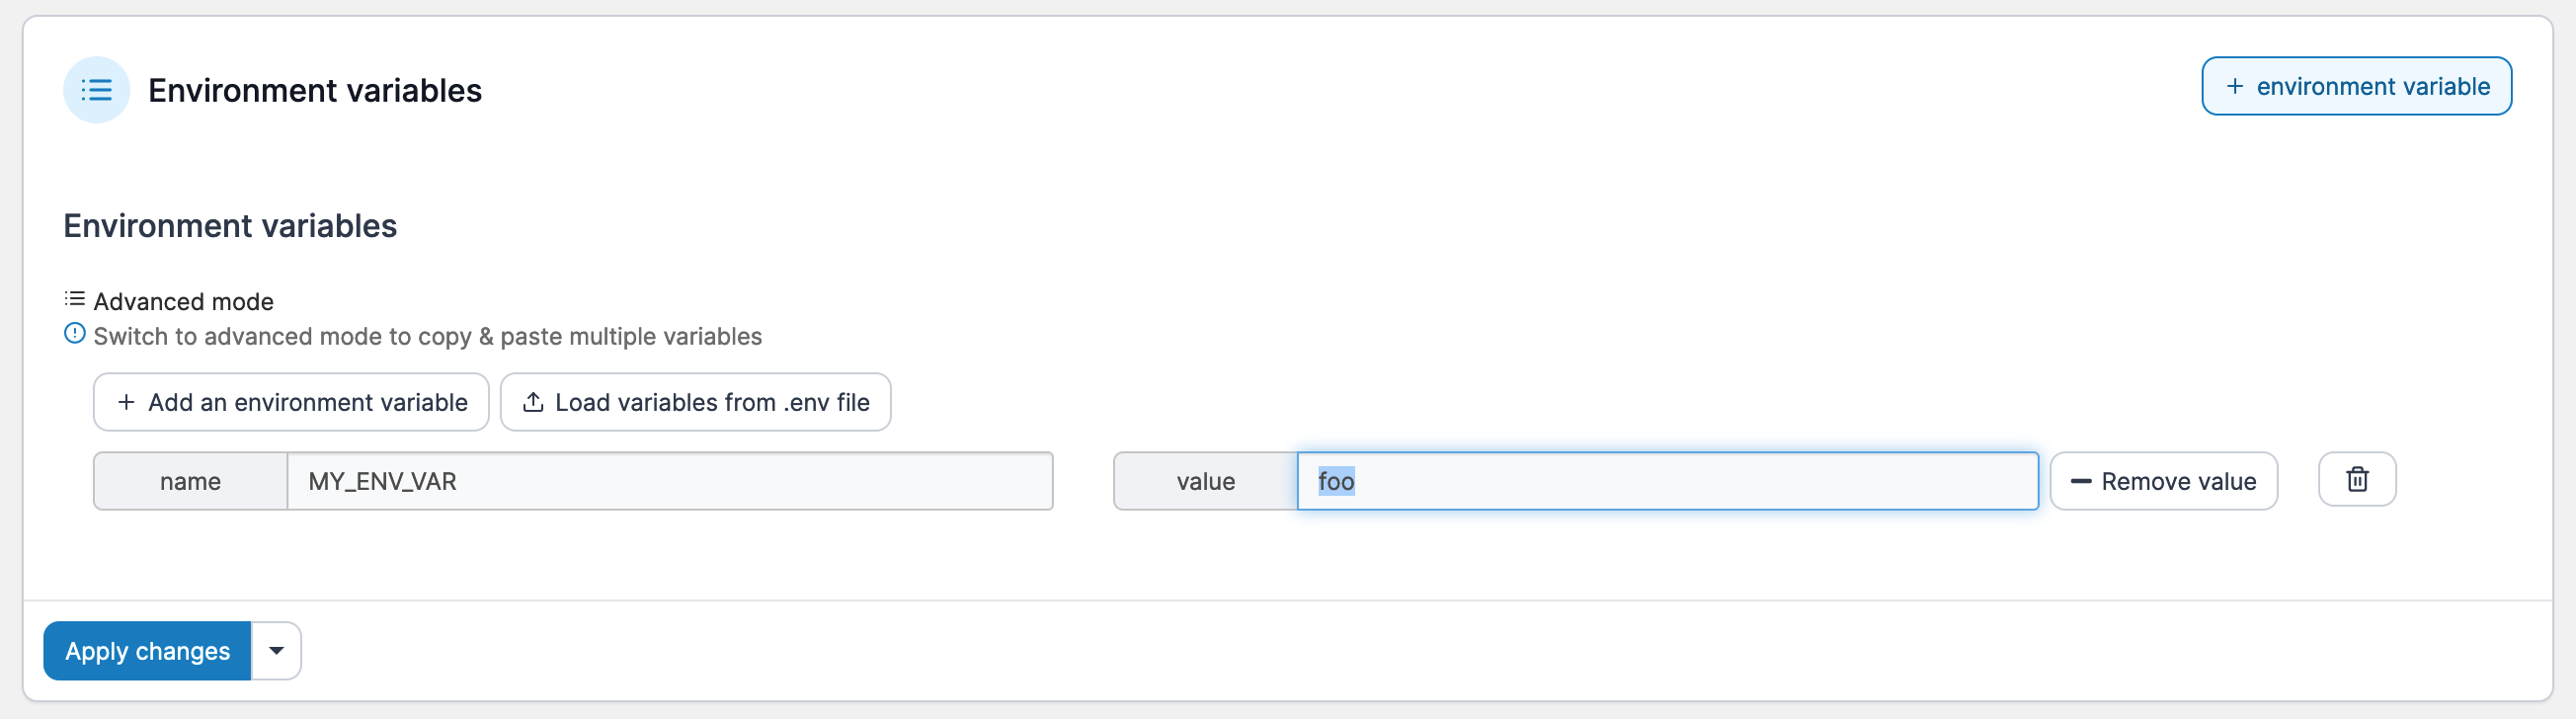 Environment variables
+ environment variable
Environment variables
Advanced mode
Switch to advanced mode to copy & paste multiple variables
+ Add an environment variable
Load variables from .env file
name MY_ENV_VAR value foo Remove value
Apply changes